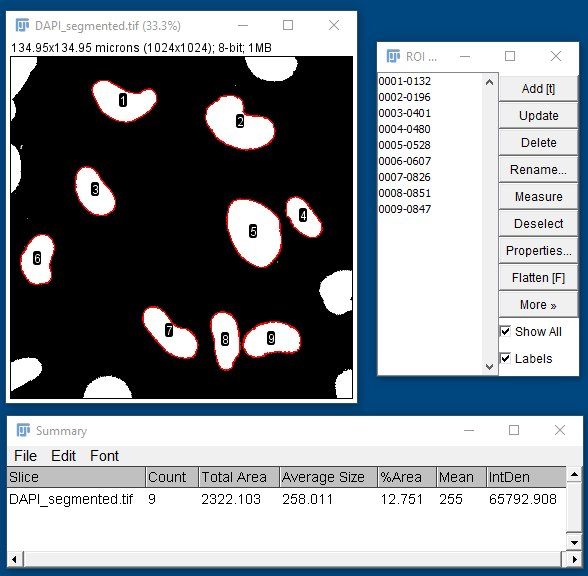 DAPI_segmented.tif (33.3%)
134.95x134.95 microns (1024x1024); 8-bit; 1MB
1
2
3
4
5
6
7
8
9
ROI ...
0001-0132
0002-0196
0003-0401
0004-0480
0005-0528
0006-0607
0007-0826
0008-0851
0009-0847
Add [t]
Update
Delete
Rename...
Measure
Deselect
Properties...
Flatten [F]
More »
Show All
Labels
Summary
File Edit Font
Slice Count Total Area Average Size %Area Mean IntDen
DAPI_segmented.tif 9 2322.103 258.011 12.751 255 65792.908